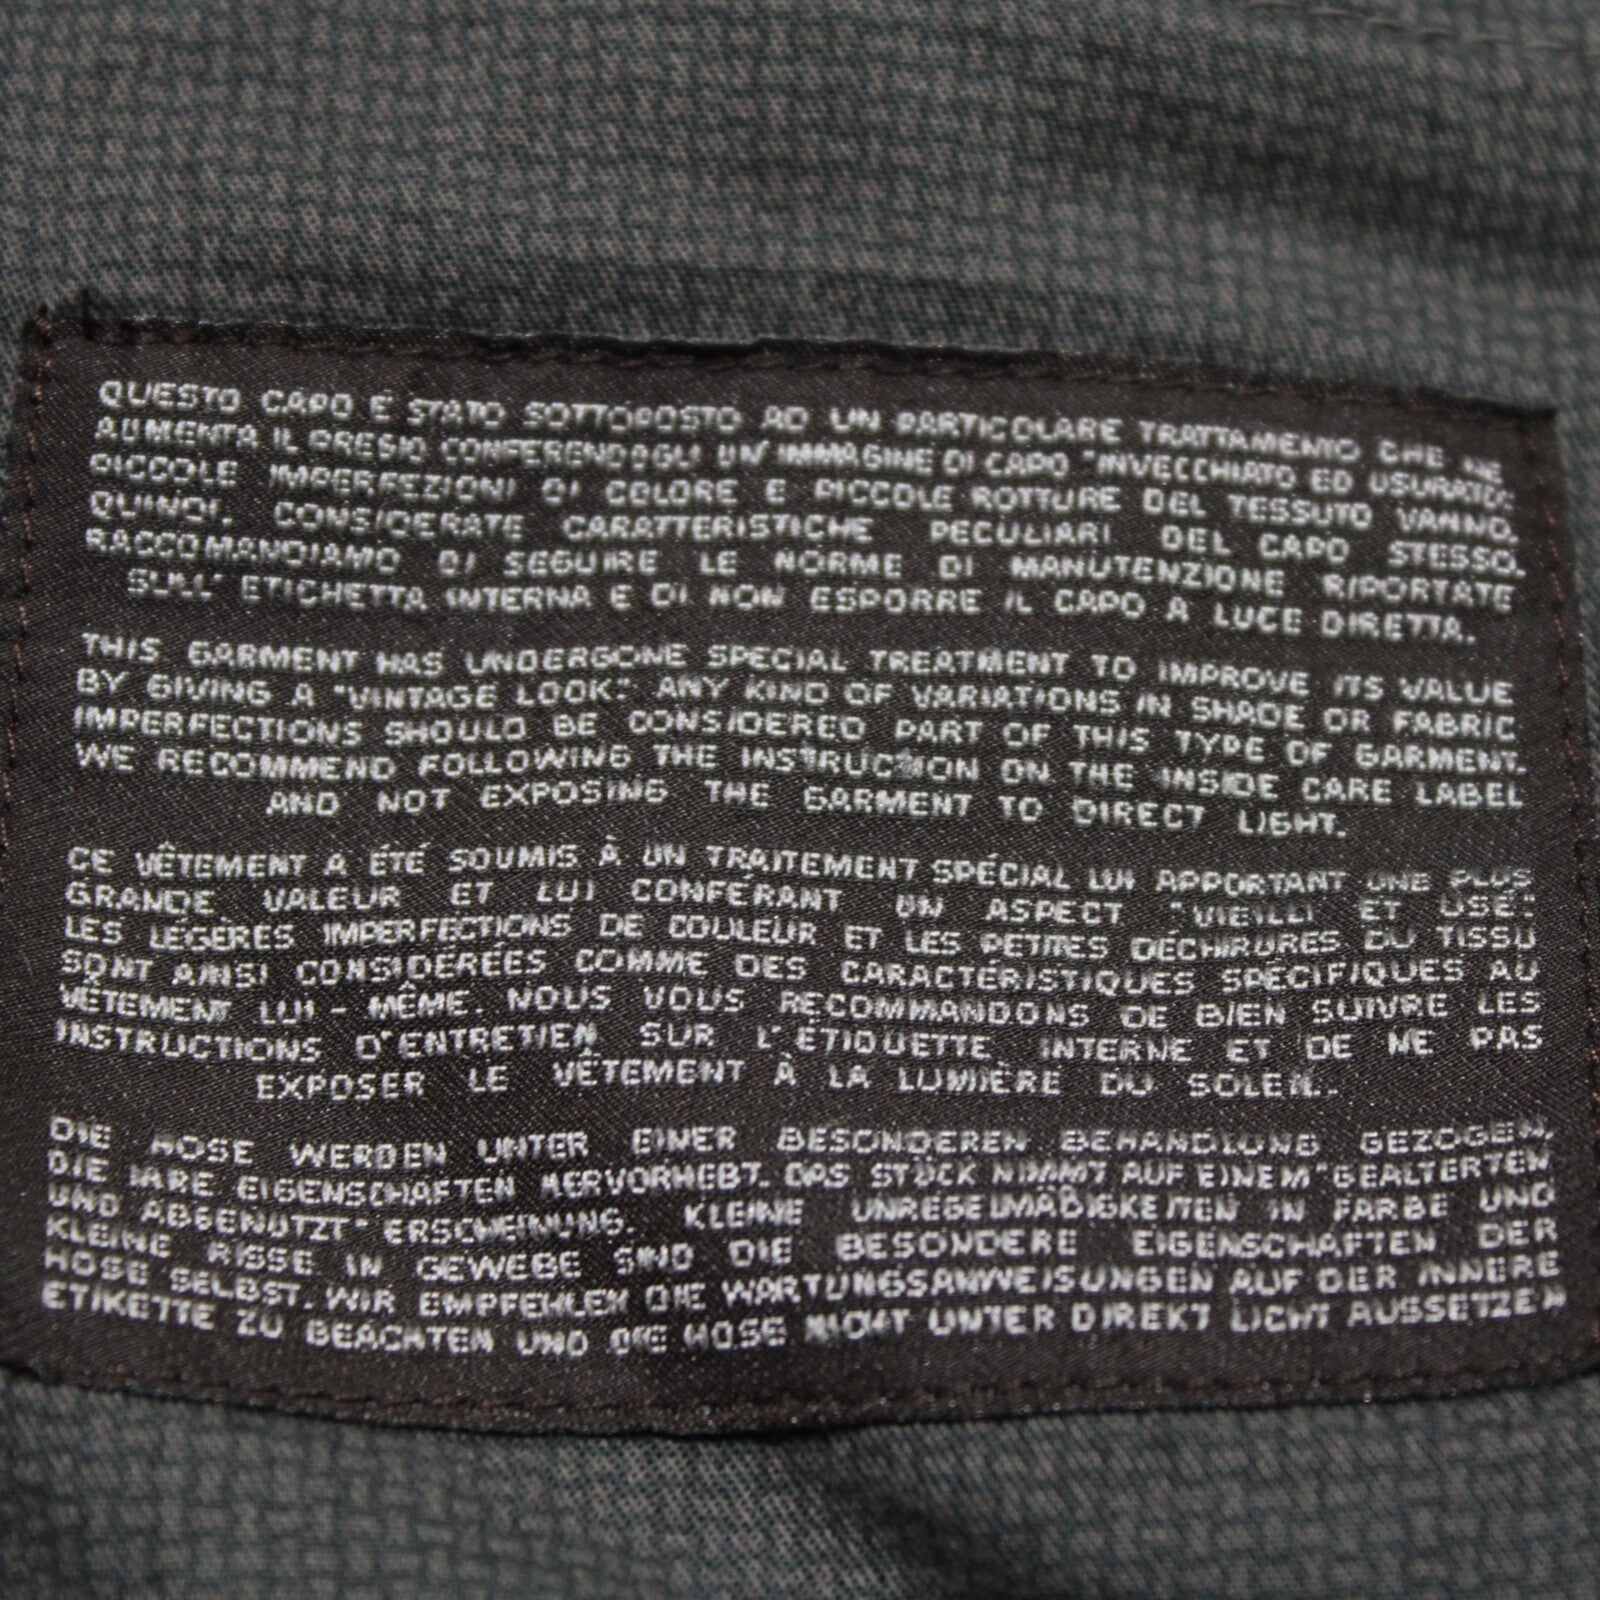 QUESTO CAPO E' STATO SOTTOPOSTO AD UN PARTICOLARE TRATTAMENTO CHE NE
AUMENTA IL PREGIO CONFERENDOGLI UN' IMMAGINE DI CAPO "INVECCHIATO ED USURATO".
PICCOLE IMPERFEZIONI DI COLORE E PICCOLE ROTTURE DEL TESSUTO VANNO,
QUINDI, CONSIDERATE CARATTERISTICHE PECULIARI DEL CAPO STESSO.
RACCOMANDIAMO DI SEGUIRE LE NORME DI MANUTENZIONE RIPORTATE
SULL' ETICHETTA INTERNA E DI NON ESPORRE IL CAPO A LUCE DIRETTA.
THIS GARMENT HAS UNDERGONE SPECIAL TREATMENT TO IMPROVE ITS VALUE
BY GIVING A "VINTAGE LOOK". ANY KIND OF VARIATIONS IN SHADE OR FABRIC
IMPERFECTIONS SHOULD BE CONSIDERED PART OF THIS TYPE OF GARMENT.
WE RECOMMEND FOLLOWING THE INSTRUCTION ON THE INSIDE CARE LABEL
AND NOT EXPOSING THE GARMENT TO DIRECT LIGHT.
CE VÊTEMENT A ÉTÉ SOUMIS À UN TRAITEMENT SPÉCIAL LUI APPORTANT UNE PLUS
GRANDE VALEUR ET LUI CONFÉRANT UN ASPECT "VIEILLI ET USÉ".
LES LÉGÈRES IMPERFECTIONS DE COULEUR ET LES PETITES DÉCHIRURES DU TISSU
SONT AINSI CONSIDÉRÉES COMME DES CARACTÉRISTIQUES SPÉCIFIQUES AU
VÊTEMENT LUI - MÊME. NOUS VOUS RECOMMANDONS DE BIEN SUIVRE LES
INSTRUCTIONS D'ENTRETIEN SUR L'ÉTIQUETTE INTERNE ET DE NE PAS
EXPOSER LE VÊTEMENT À LA LUMIÈRE DU SOLEIL.
DIE HOSE WERDEN UNTER EINER BESONDEREN BEHANDLUNG GEZOGEN,
DIE IHRE EIGENSCHAFTEN HERVORHEBT. DAS STÜCK NIMMT AUF EINEM "GEALTERTEN
UND ABGENUTZT" ERSCHEINUNG. KLEINE UNREGELMÄßIGKEITEN IN FARBE UND
KLEINE RISSE IN GEWEBE SIND DIE BESONDERE EIGENSCHAFTEN DER
HOSE SELBST. WIR EMPFEHLEN DIE WARTUNGSANWEISUNGEN AUF DER INNERE
ETIKETTE ZU BEACHTEN UND DIE HOSE NICHT UNTER DIREKT LICHT AUSSETZEN